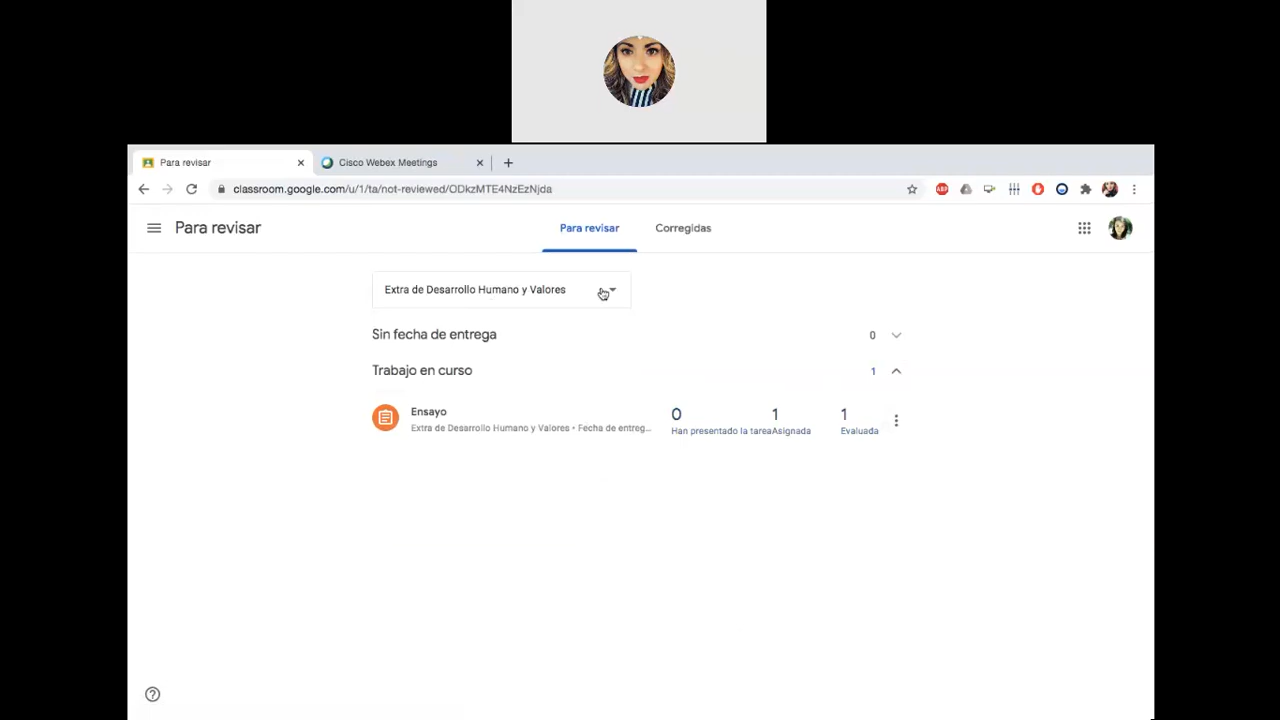 Para revisar
Cisco Webex Meetings
classroom.google.com/u/1/ta/not-reviewed/ODkzMTE4NzEzNjda
ABP
Para revisar
Para revisar
Corregidas
Extra de Desarrollo Humano y Valores
Sin fecha de entrega 0
Trabajo en curso 1
Ensayo
Extra de Desarrollo Humano y Valores • Fecha de entreg...
0 1 1
Han presentado la tarea Asignada Evaluada